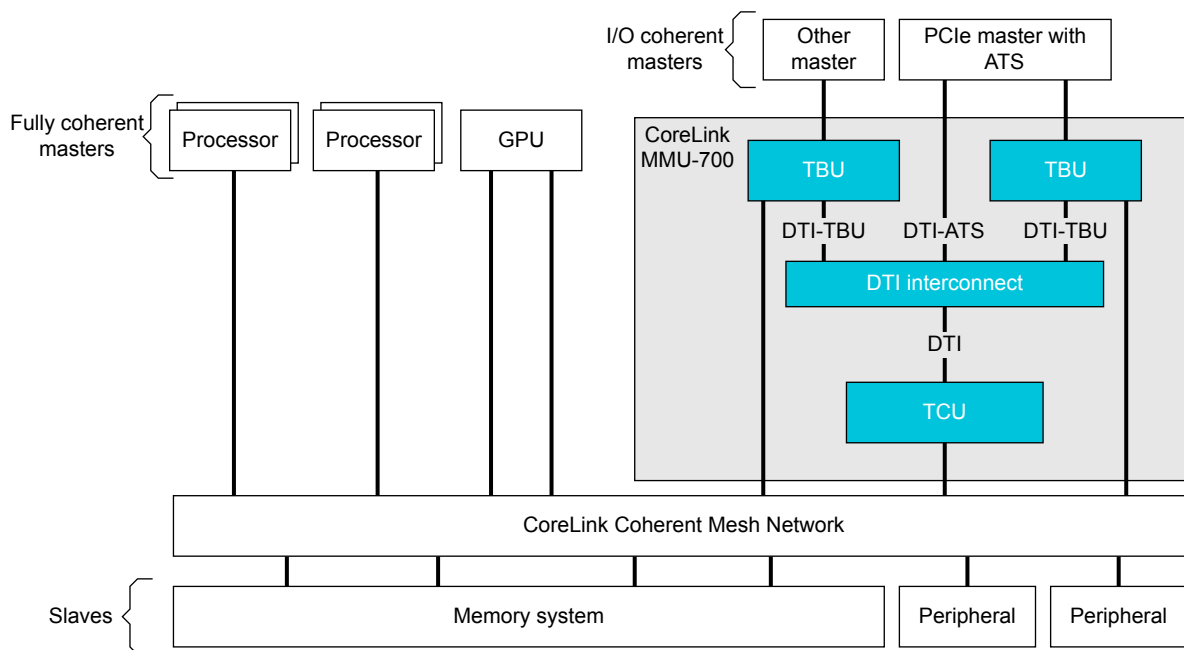 I/O coherent
masters
Other
master
PCIe master with
ATS
Fully coherent
masters
Processor
Processor
GPU
CoreLink
MMU-700
TBU
TBU
DTI-TBU
DTI-ATS
DTI-TBU
DTI interconnect
DTI
TCU
CoreLink Coherent Mesh Network
Slaves
Memory system
Peripheral
Peripheral